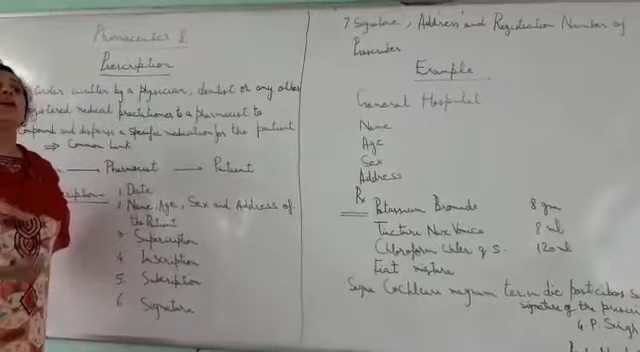 Pharmaceutics I
Prescription
order written by a physician, dentist or any other
registered medical practitioner to a pharmacist to
compound and dispense a specific medication for the patient
⇒ Common Link
→ Pharmacist → Patient
1. Date
2. Name, Age, Sex and Address of
the Patient
3. Superscription
4. Inscription
5. Subscription
6. Signatura
7 Signature, Address and Registration Number of
Prescriber
Example
General Hospital
Name
Age
Sex
Address
Rx
Potassium Bromide 8 gm
Tincture Nux Vomica 8 ml
Chloroform Water q.s. 120 ml
Fiat mixture
Signa Cochleare magnum ter in die post cibos
Signature of the
G.P. Singh